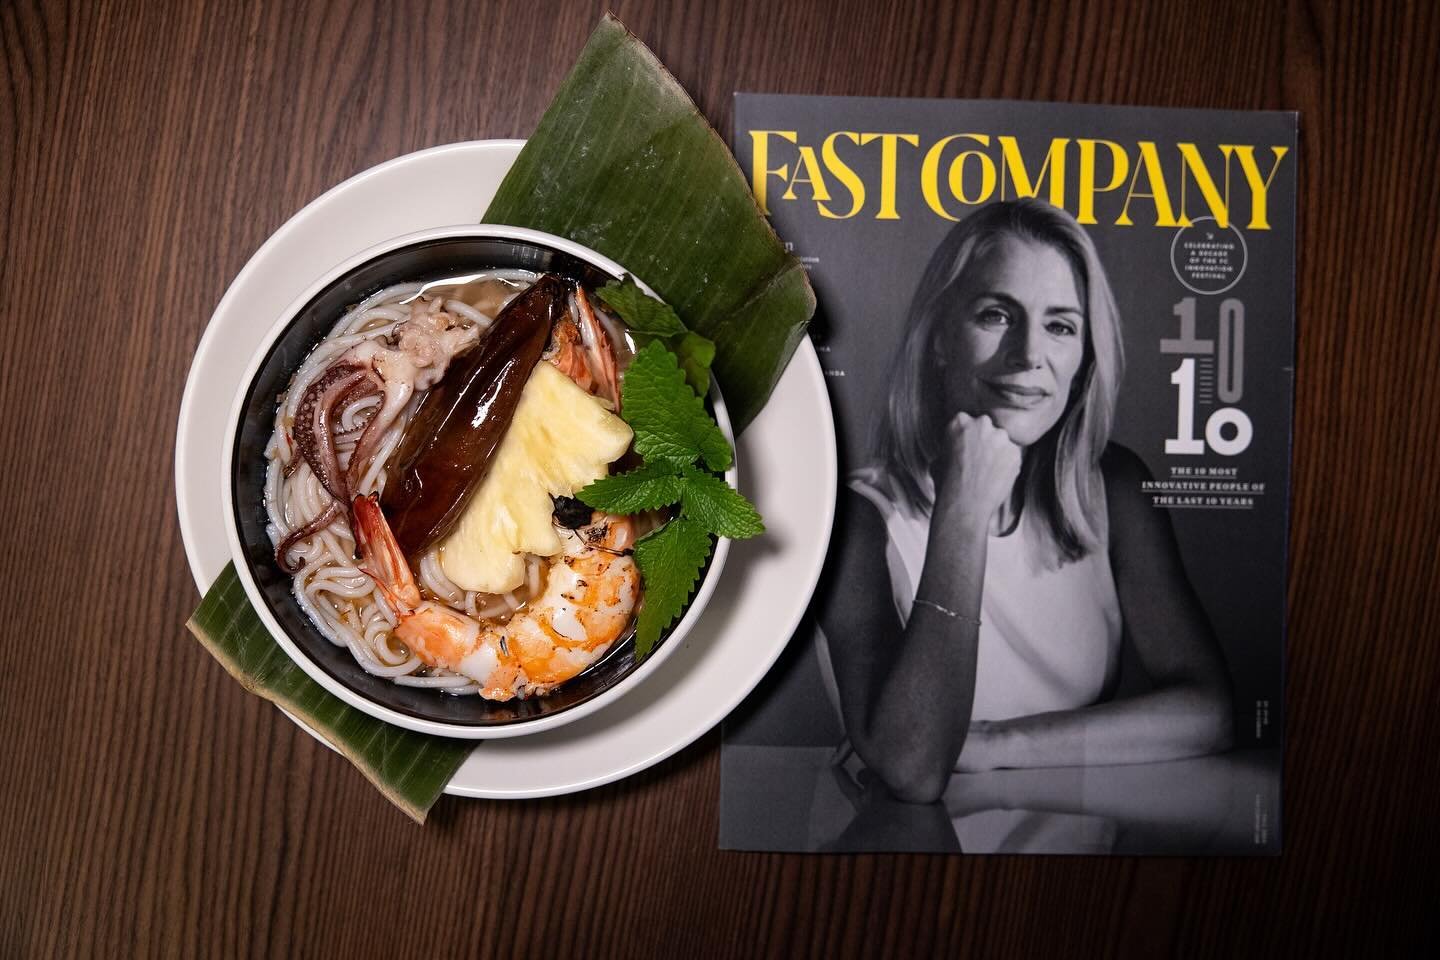 FAST COMPANY
CELEBRATING
A DECADE
OF THE FC
INNOVATION
FESTIVAL
10
10
THE 10 MOST
INNOVATIVE PEOPLE OF
THE LAST 10 YEARS